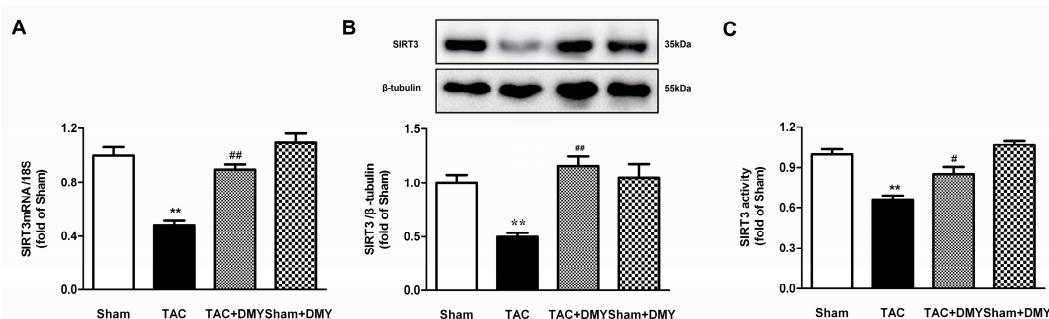 A
SIRT3mRNA/18S
(fold of Sham)
1.2
0.8
0.4
0.0
**
##
Sham TAC TAC+DMY Sham+DMY
B
SIRT3 35kDa
β-tubulin 55kDa
SIRT3/β-tubulin
(fold of Sham)
1.5
1.0
0.5
0.0
**
##
Sham TAC TAC+DMY Sham+DMY
C
SIRT3 activity
(fold of Sham)
1.2
0.9
0.6
0.3
0.0
**
#
Sham TAC TAC+DMY Sham+DMY